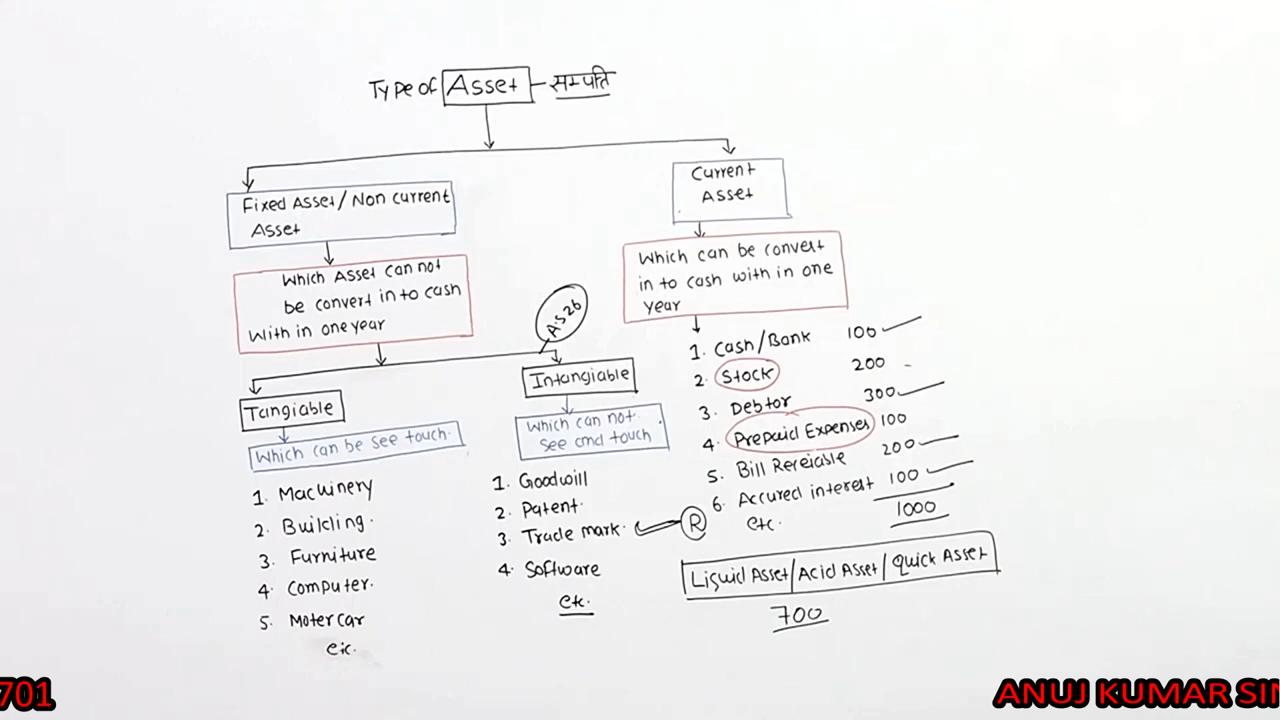 Type of Asset - सम्पति
Fixed Asset/Non current
Asset
Which Asset can not
be convert in to cash
With in one year
Tangiable
Which can be see touch.
1. Machinery
2. Building.
3. Furniture
4. Computer.
5. Moter car
etc.
A.S 26
Intangiable
Which can not.
see and touch
1. Goodwill
2. Patent.
3. Trade mark. R
4. Software
etc.
Current
Asset
Which can be convert
in to cash with in one
year
1. Cash/Bank 100
2. Stock 200
3. Debtor 300
4. Prepaid Expenses 100
5. Bill Rereiable 200
6. Accured interest 100
etc. 1000
Liquid Asset/Acid Asset/Quick Asset
700
701
ANUJ KUMAR SIN